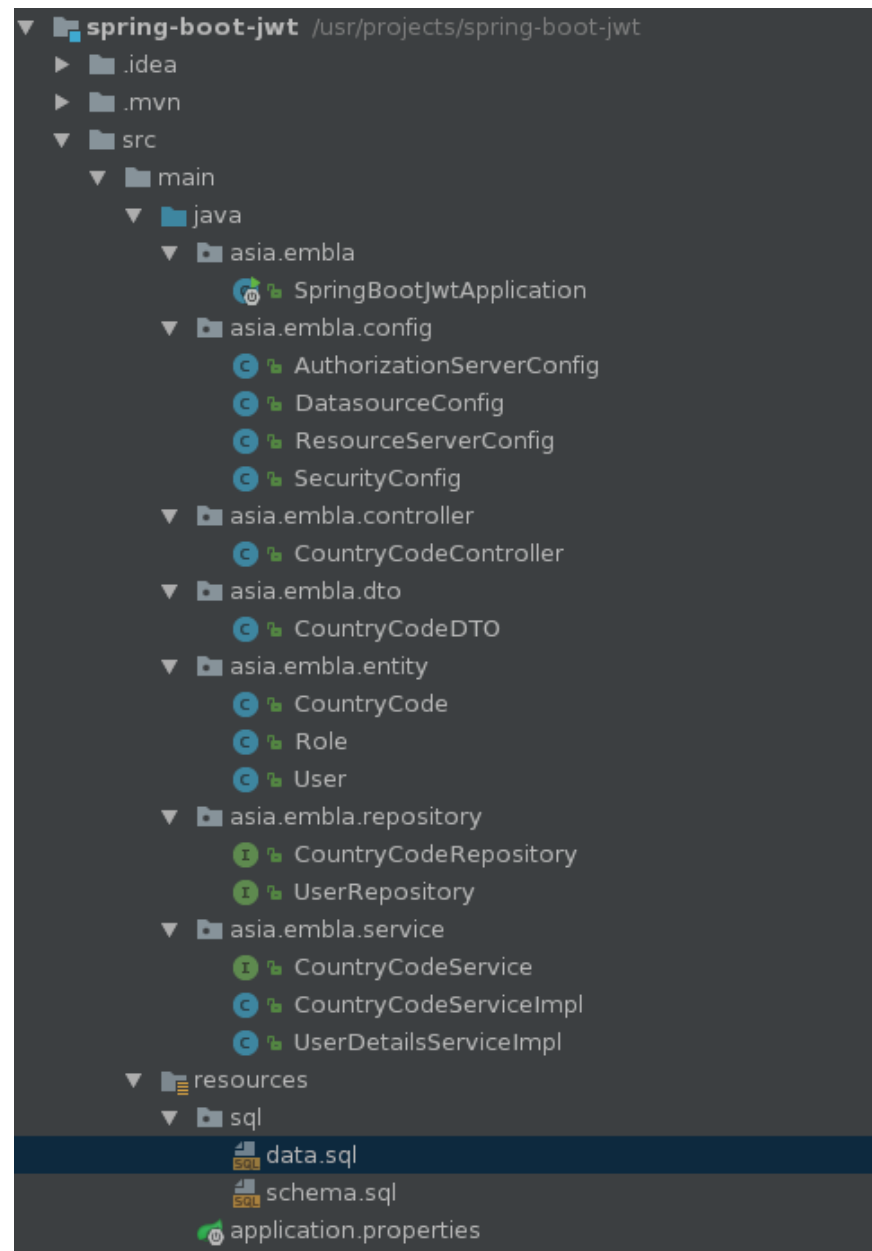 spring-boot-jwt /usr/projects/spring-boot-jwt
.idea
.mvn
src
main
java
asia.embla
SpringBootJwtApplication
asia.embla.config
C AuthorizationServerConfig
C DatasourceConfig
C ResourceServerConfig
C SecurityConfig
asia.embla.controller
C CountryCodeController
asia.embla.dto
C CountryCodeDTO
asia.embla.entity
C CountryCode
C Role
C User
asia.embla.repository
I CountryCodeRepository
I UserRepository
asia.embla.service
I CountryCodeService
C CountryCodeServiceImpl
C UserDetailsServiceImpl
resources
sql
SQL data.sql
SQL schema.sql
application.properties